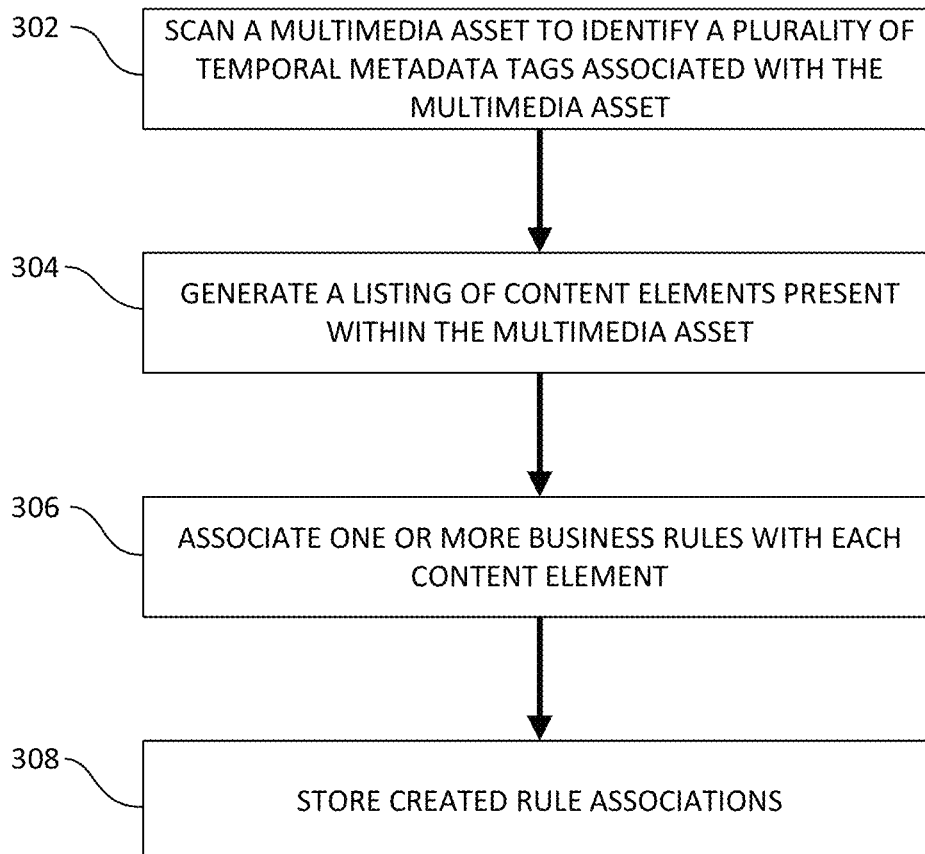 302
SCAN A MULTIMEDIA ASSET TO IDENTIFY A PLURALITY OF
TEMPORAL METADATA TAGS ASSOCIATED WITH THE
MULTIMEDIA ASSET
304
GENERATE A LISTING OF CONTENT ELEMENTS PRESENT
WITHIN THE MULTIMEDIA ASSET
306
ASSOCIATE ONE OR MORE BUSINESS RULES WITH EACH
CONTENT ELEMENT
308
STORE CREATED RULE ASSOCIATIONS